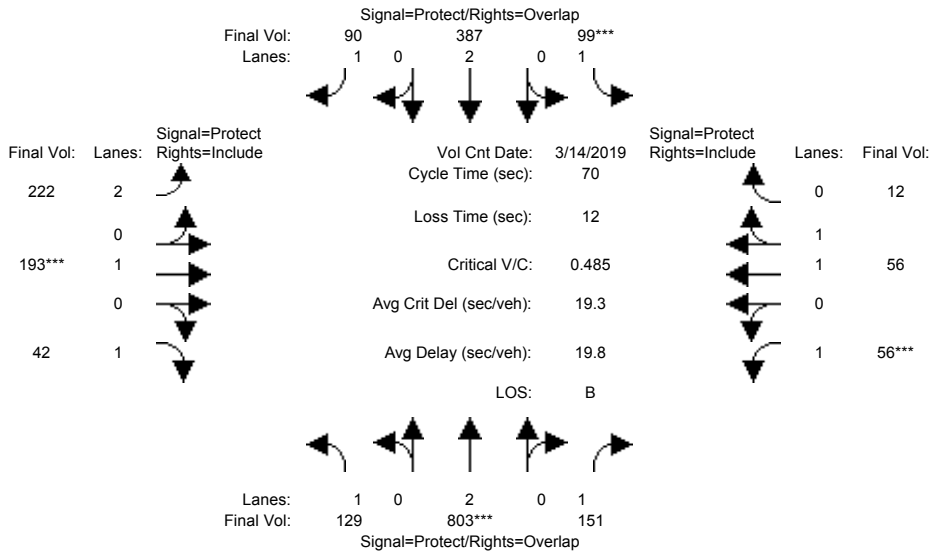 Signal=Protect/Rights=Overlap
Final Vol: 90 387 99***
Lanes: 1 0 2 0 1
Signal=Protect
Final Vol: Lanes: Rights=Include
Vol Cnt Date: 3/14/2019
Signal=Protect
Rights=Include Lanes: Final Vol:
Cycle Time (sec): 70
222 2
0 12
Loss Time (sec): 12
0
1
193*** 1
Critical V/C: 0.485
1 56
0
Avg Crit Del (sec/veh): 19.3
0
42 1
Avg Delay (sec/veh): 19.8
1 56***
LOS: B
Lanes: 1 0 2 0 1
Final Vol: 129 803*** 151
Signal=Protect/Rights=Overlap